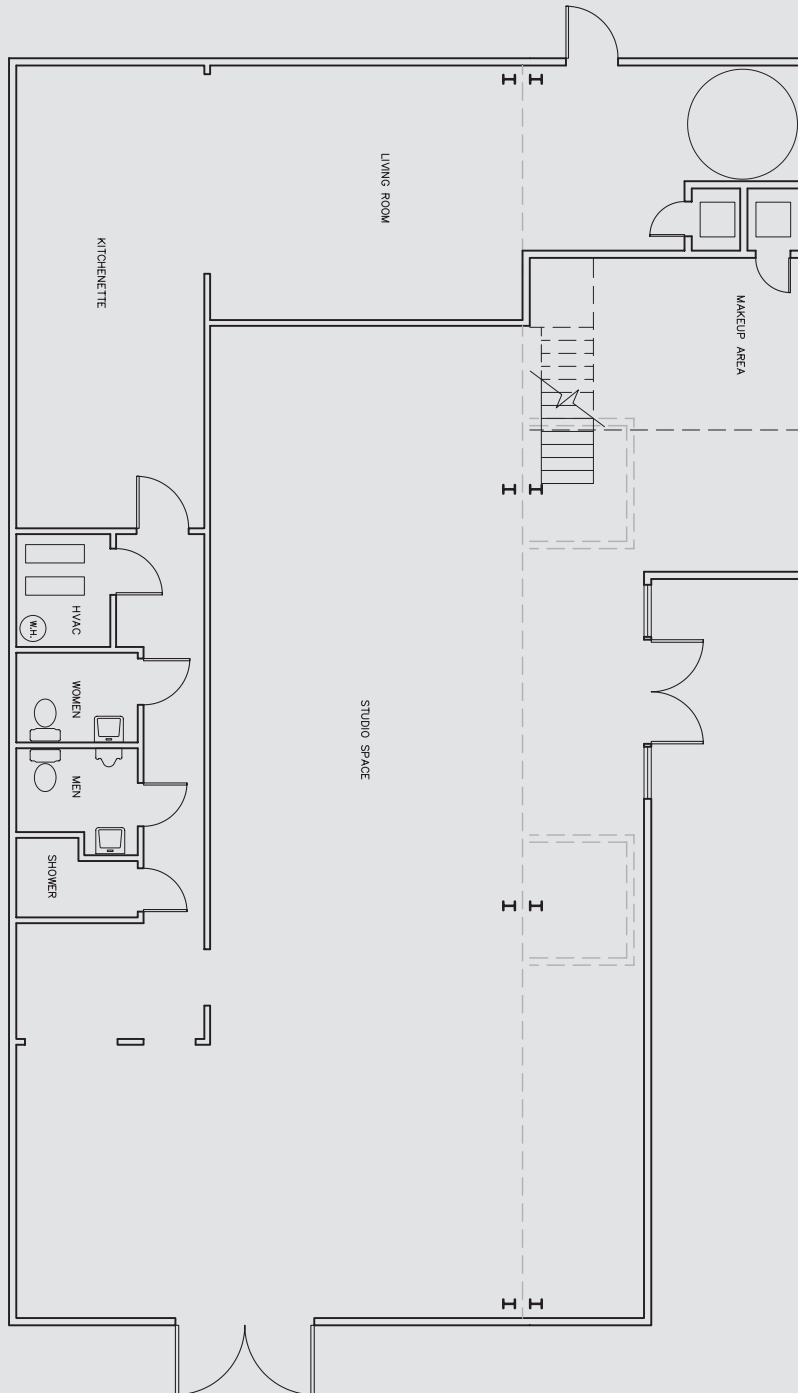 LIVING ROOM
KITCHENETTE
MAKEUP AREA
HVAC
W.H.
WOMEN
STUDIO SPACE
MEN
SHOWER